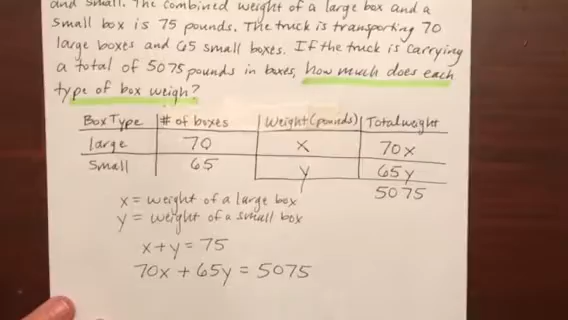 and small. The combined weight of a large box and a
small box is 75 pounds. The truck is transporting 70
large boxes and 65 small boxes. If the truck is carrying
a total of 5075 pounds in boxes, how much does each
type of box weigh?
Box Type # of boxes Weight (pounds) Total weight
large 70 x 70x
small 65 y 65y
5075
x = weight of a large box
y = weight of a small box
x + y = 75
70x + 65y = 5075